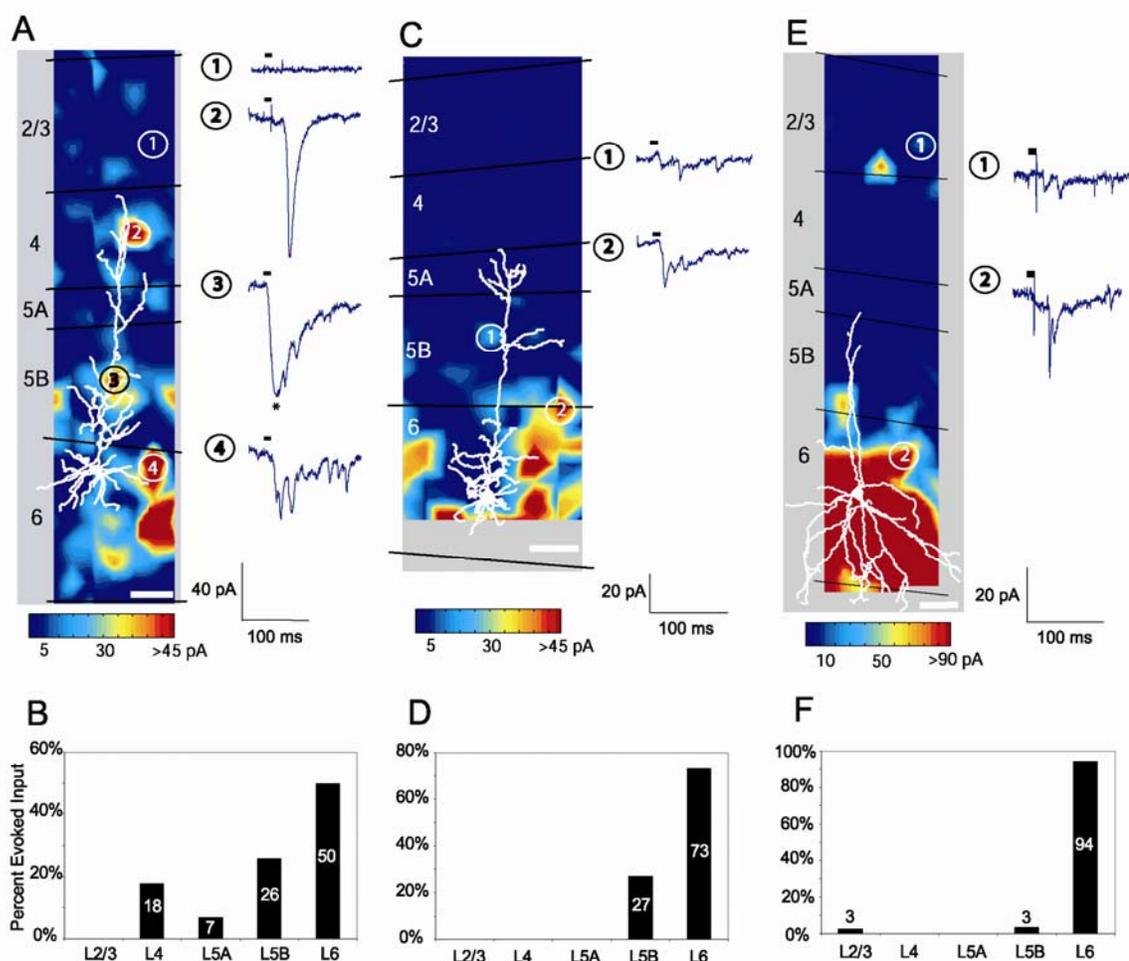 A
2/3
4
5A
5B
6
1
2
3
4
1
2
3
*
4
5 30 >45 pA
40 pA
100 ms
C
2/3
4
5A
5B
6
1
2
1
2
5 30 >45 pA
20 pA
100 ms
E
2/3
4
5A
5B
6
1
2
1
2
10 50 >90 pA
20 pA
100 ms
B
Percent Evoked Input
60%
40%
20%
0%
18
7
26
50
L2/3 L4 L5A L5B L6
D
80%
60%
40%
20%
0%
27
73
L2/3 L4 L5A L5B L6
F
100%
80%
60%
40%
20%
0%
3
3
94
L2/3 L4 L5A L5B L6